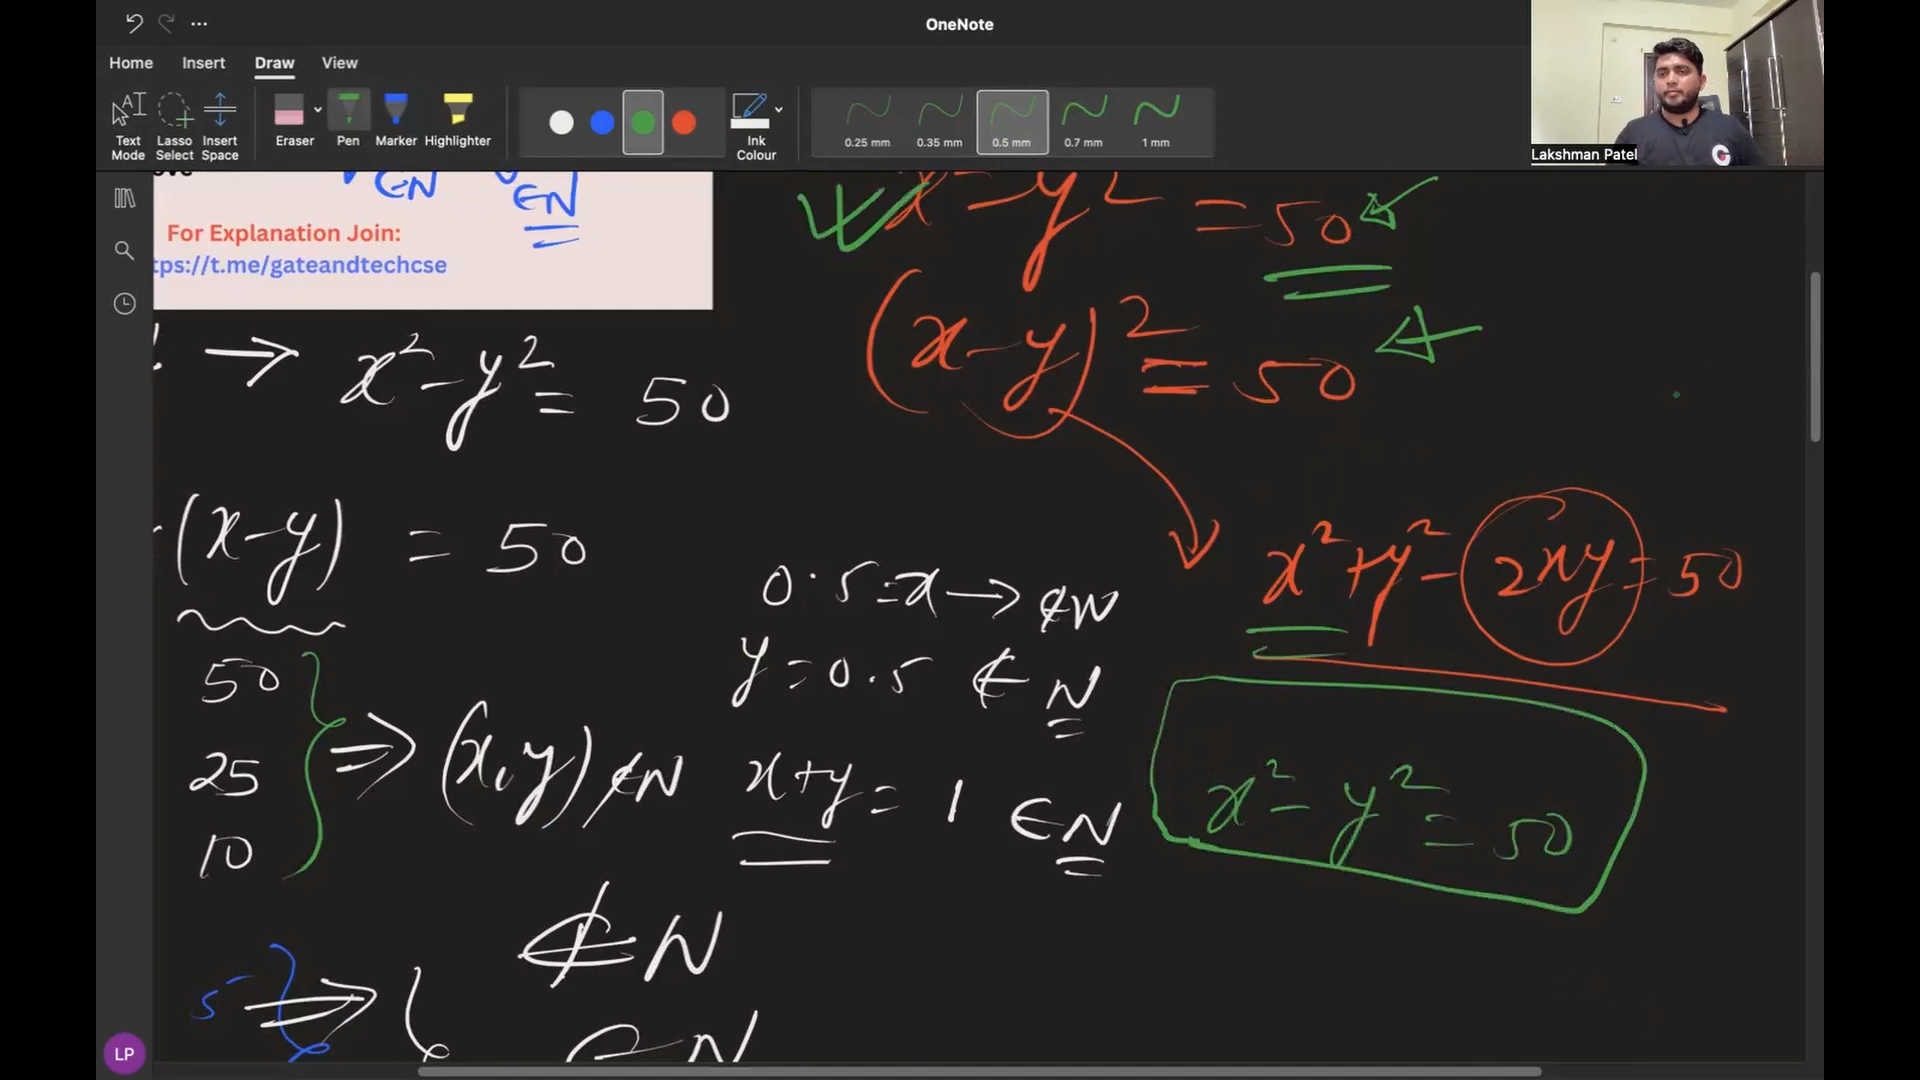 OneNote
Home Insert Draw View
Text Mode
Lasso Select
Insert Space
Eraser
Pen
Marker
Highlighter
Ink Colour
0.25 mm
0.35 mm
0.5 mm
0.7 mm
1 mm
Lakshman Patel
∈N ∈N
For Explanation Join:
tps://t.me/gateandtechcse
x² - y² = 50
(x-y)² = 50
! → x² - y² = 50
(x-y) = 50
x² + y² - 2xy = 50
0.5 = x → ∉N
y = 0.5 ∉ N
50
25
10
⇒ (x,y) ∉N
x+y = 1 ∈N
x² - y² = 50
∉ N
5 ⇒
∈ N
LP